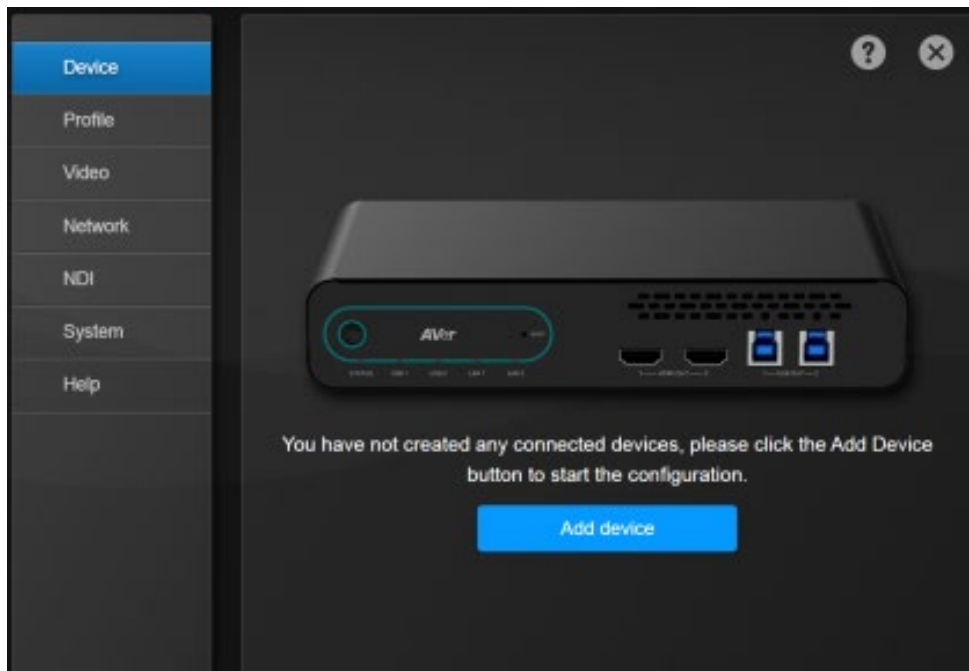 Device
Profile
Video
Network
NDI
System
Help
?
AVer
You have not created any connected devices, please click the Add Device
button to start the configuration.
Add device